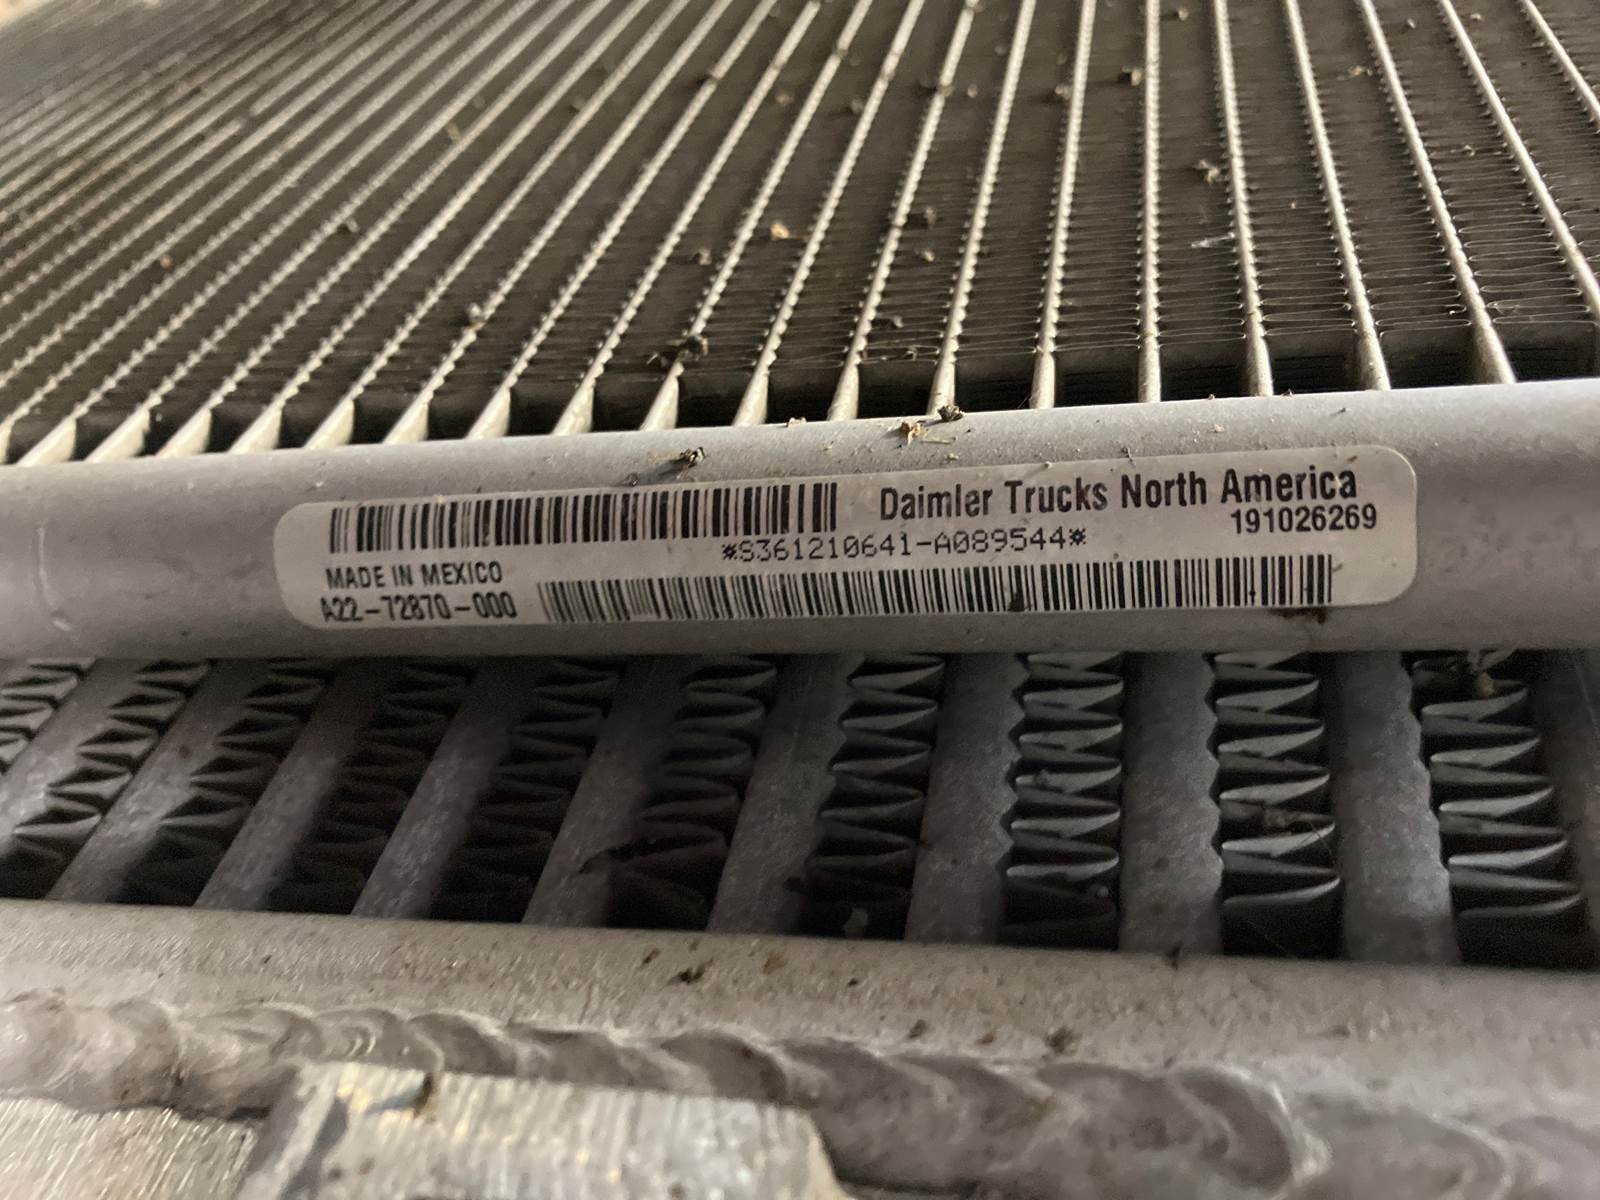 Daimler Trucks North America
191026269
*S361210641-A089544*
MADE IN MEXICO
A22-72870-000